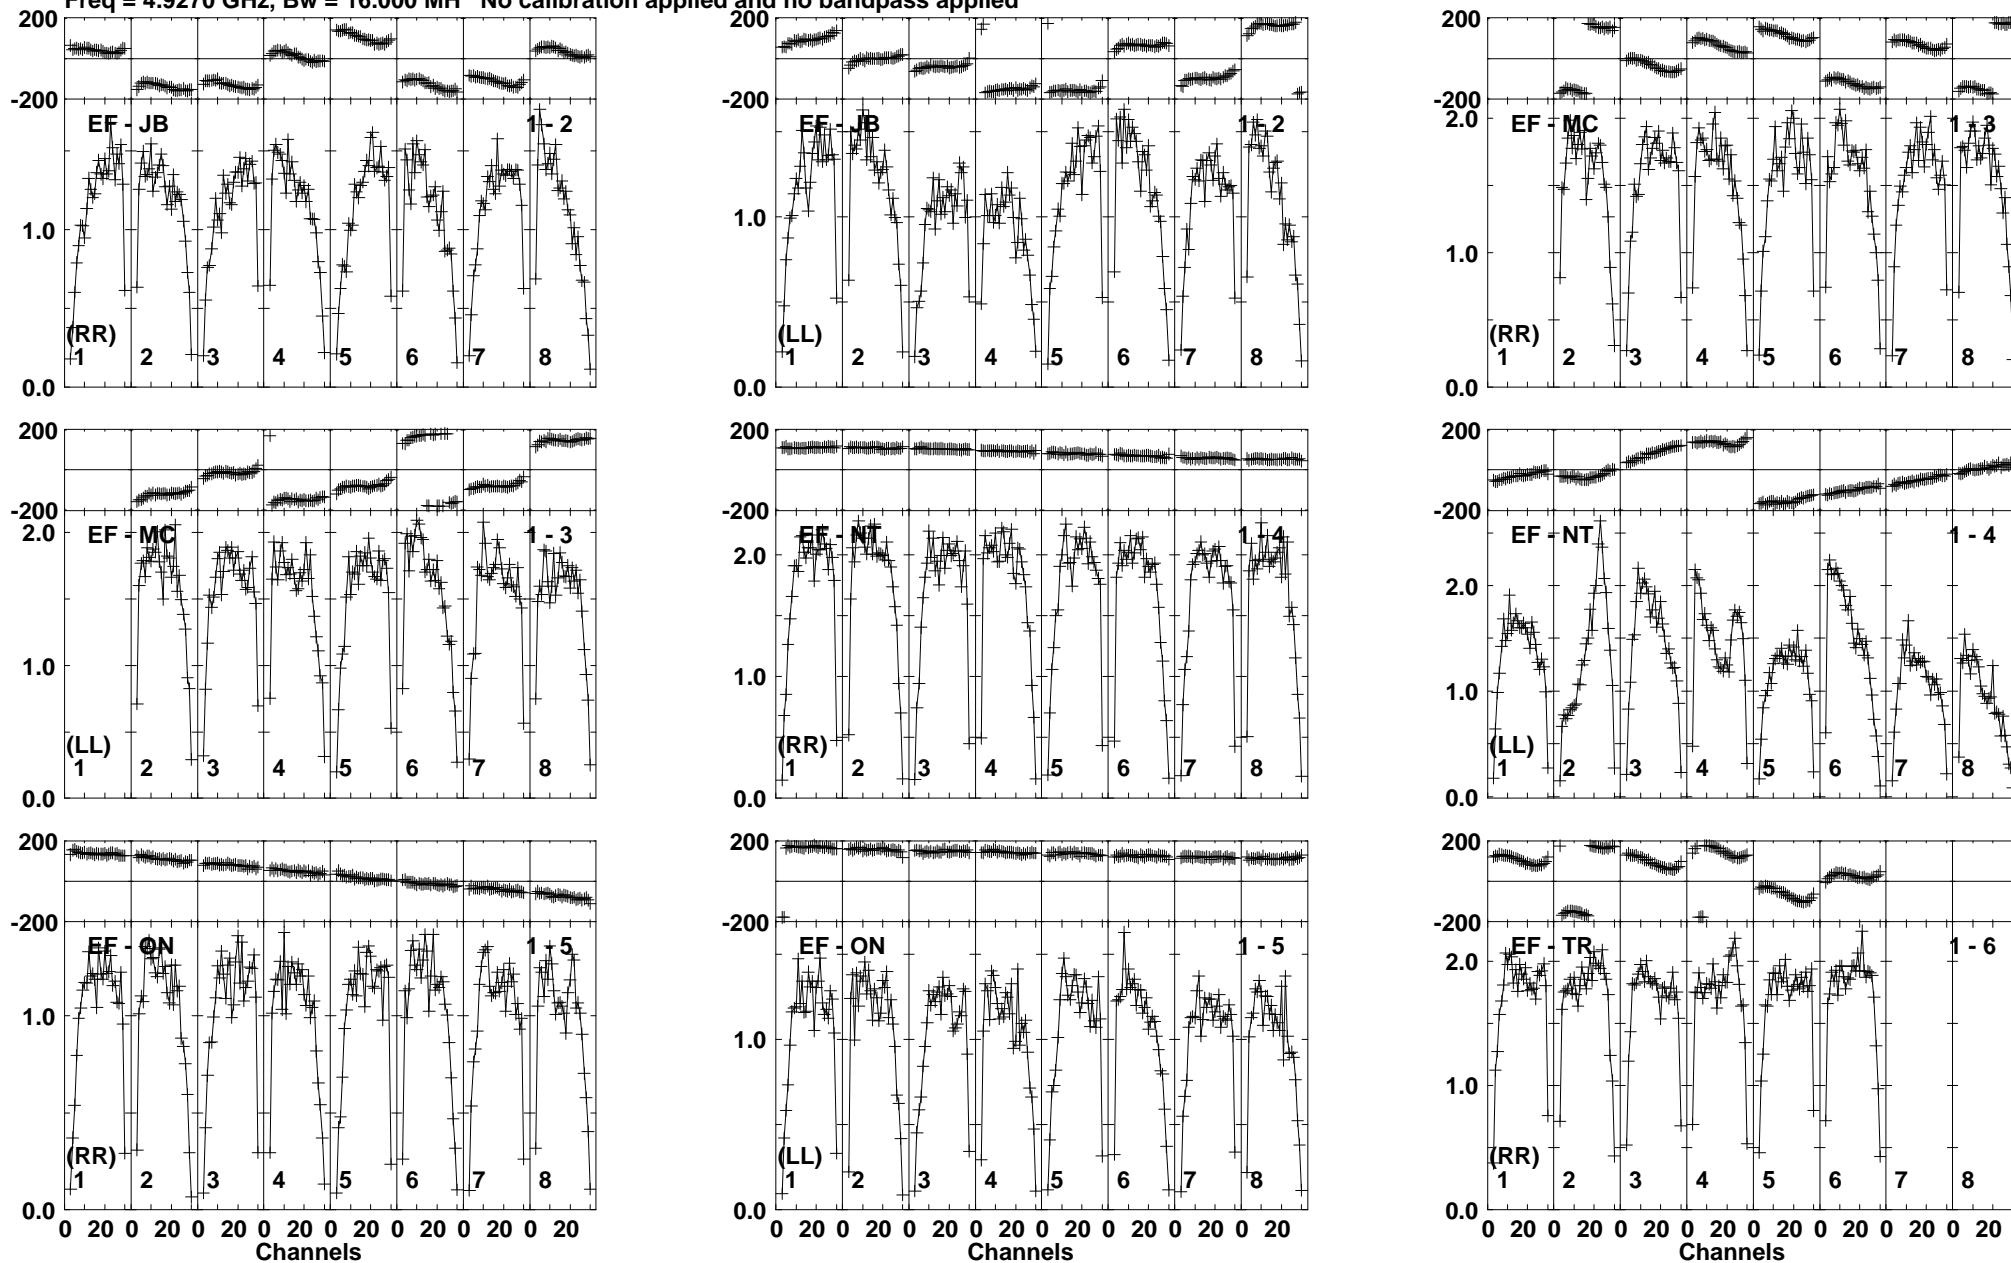 Freq = 4.9270 GHz, Bw = 16.000 MH No calibration applied and no bandpass applied
200 200 200
-200 -200 -200
EF - JB 1 - 2 EF - JB 1 - 2 EF - MC 1 - 3
2.0
1.0 1.0 1.0
(RR) (LL) (RR)
1 2 3 4 5 6 7 8 1 2 3 4 5 6 7 8 1 2 3 4 5 6 7 8
0.0 0.0 0.0
200 200 200
-200 -200 -200
EF - MC 1 - 3 EF - NT 1 - 4 EF - NT 1 - 4
2.0 2.0 2.0
1.0 1.0 1.0
(LL) (RR) (LL)
1 2 3 4 5 6 7 8 1 2 3 4 5 6 7 8 1 2 3 4 5 6 7 8
0.0 0.0 0.0
200 200 200
-200 -200 -200
EF - ON 1 - 5 EF - ON 1 - 5 EF - TR 1 - 6
2.0
1.0 1.0 1.0
(RR) (LL) (RR)
1 2 3 4 5 6 7 8 1 2 3 4 5 6 7 8 1 2 3 4 5 6 7 8
0.0 0.0 0.0
0 20 0 20 0 20 0 20 0 20 0 20 0 20 0 20 0 20 0 20 0 20 0 20 0 20 0 20 0 20 0 20 0 20 0 20 0 20 0 20 0 20 0 20 0 20 0 20
Channels Channels